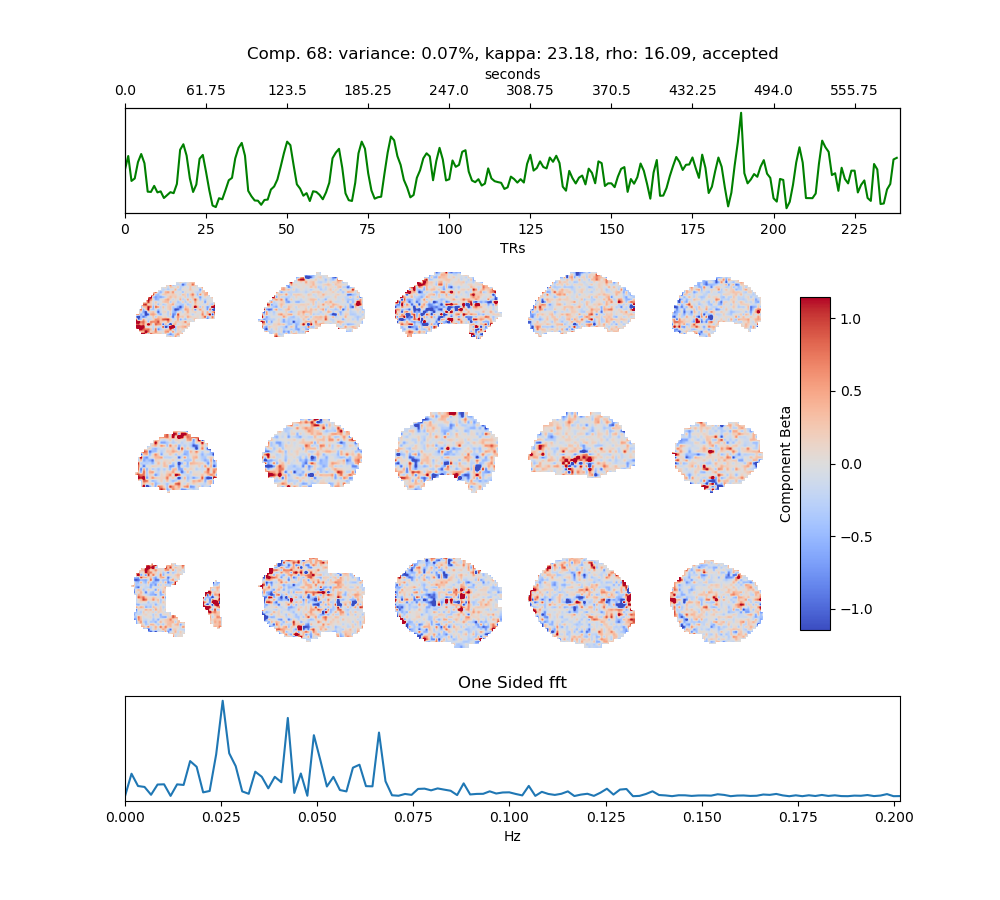 Comp. 68: variance: 0.07%, kappa: 23.18, rho: 16.09, accepted
seconds
0.0 61.75 123.5 185.25 247.0 308.75 370.5 432.25 494.0 555.75
0 25 50 75 100 125 150 175 200 225
TRs
1.0
0.5
0.0
−0.5
−1.0
Component Beta
One Sided fft
0.000 0.025 0.050 0.075 0.100 0.125 0.150 0.175 0.200
Hz